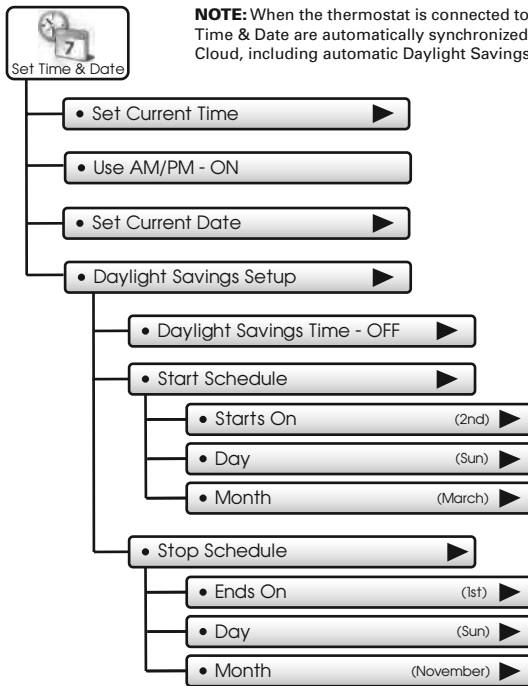 NOTE: When the thermostat is connected to
Time & Date are automatically synchronized
Cloud, including automatic Daylight Savings
7
Set Time & Date
• Set Current Time
• Use AM/PM - ON
• Set Current Date
• Daylight Savings Setup
• Daylight Savings Time - OFF
• Start Schedule
• Starts On (2nd)
• Day (Sun)
• Month (March)
• Stop Schedule
• Ends On (1st)
• Day (Sun)
• Month (November)